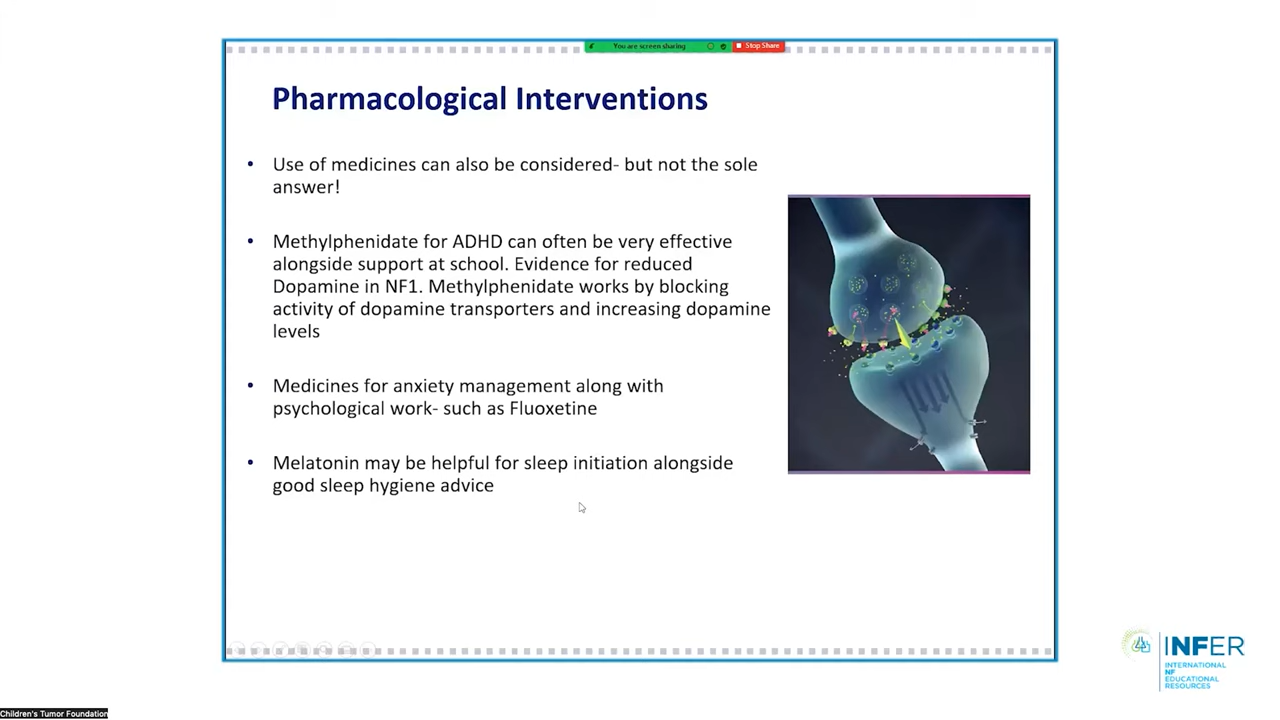 You are screen sharing
Stop Share
Pharmacological Interventions
• Use of medicines can also be considered- but not the sole
answer!
• Methylphenidate for ADHD can often be very effective
alongside support at school. Evidence for reduced
Dopamine in NF1. Methylphenidate works by blocking
activity of dopamine transporters and increasing dopamine
levels
• Medicines for anxiety management along with
psychological work- such as Fluoxetine
• Melatonin may be helpful for sleep initiation alongside
good sleep hygiene advice
INFER
INTERNATIONAL
NF
EDUCATIONAL
RESOURCES
Children's Tumor Foundation